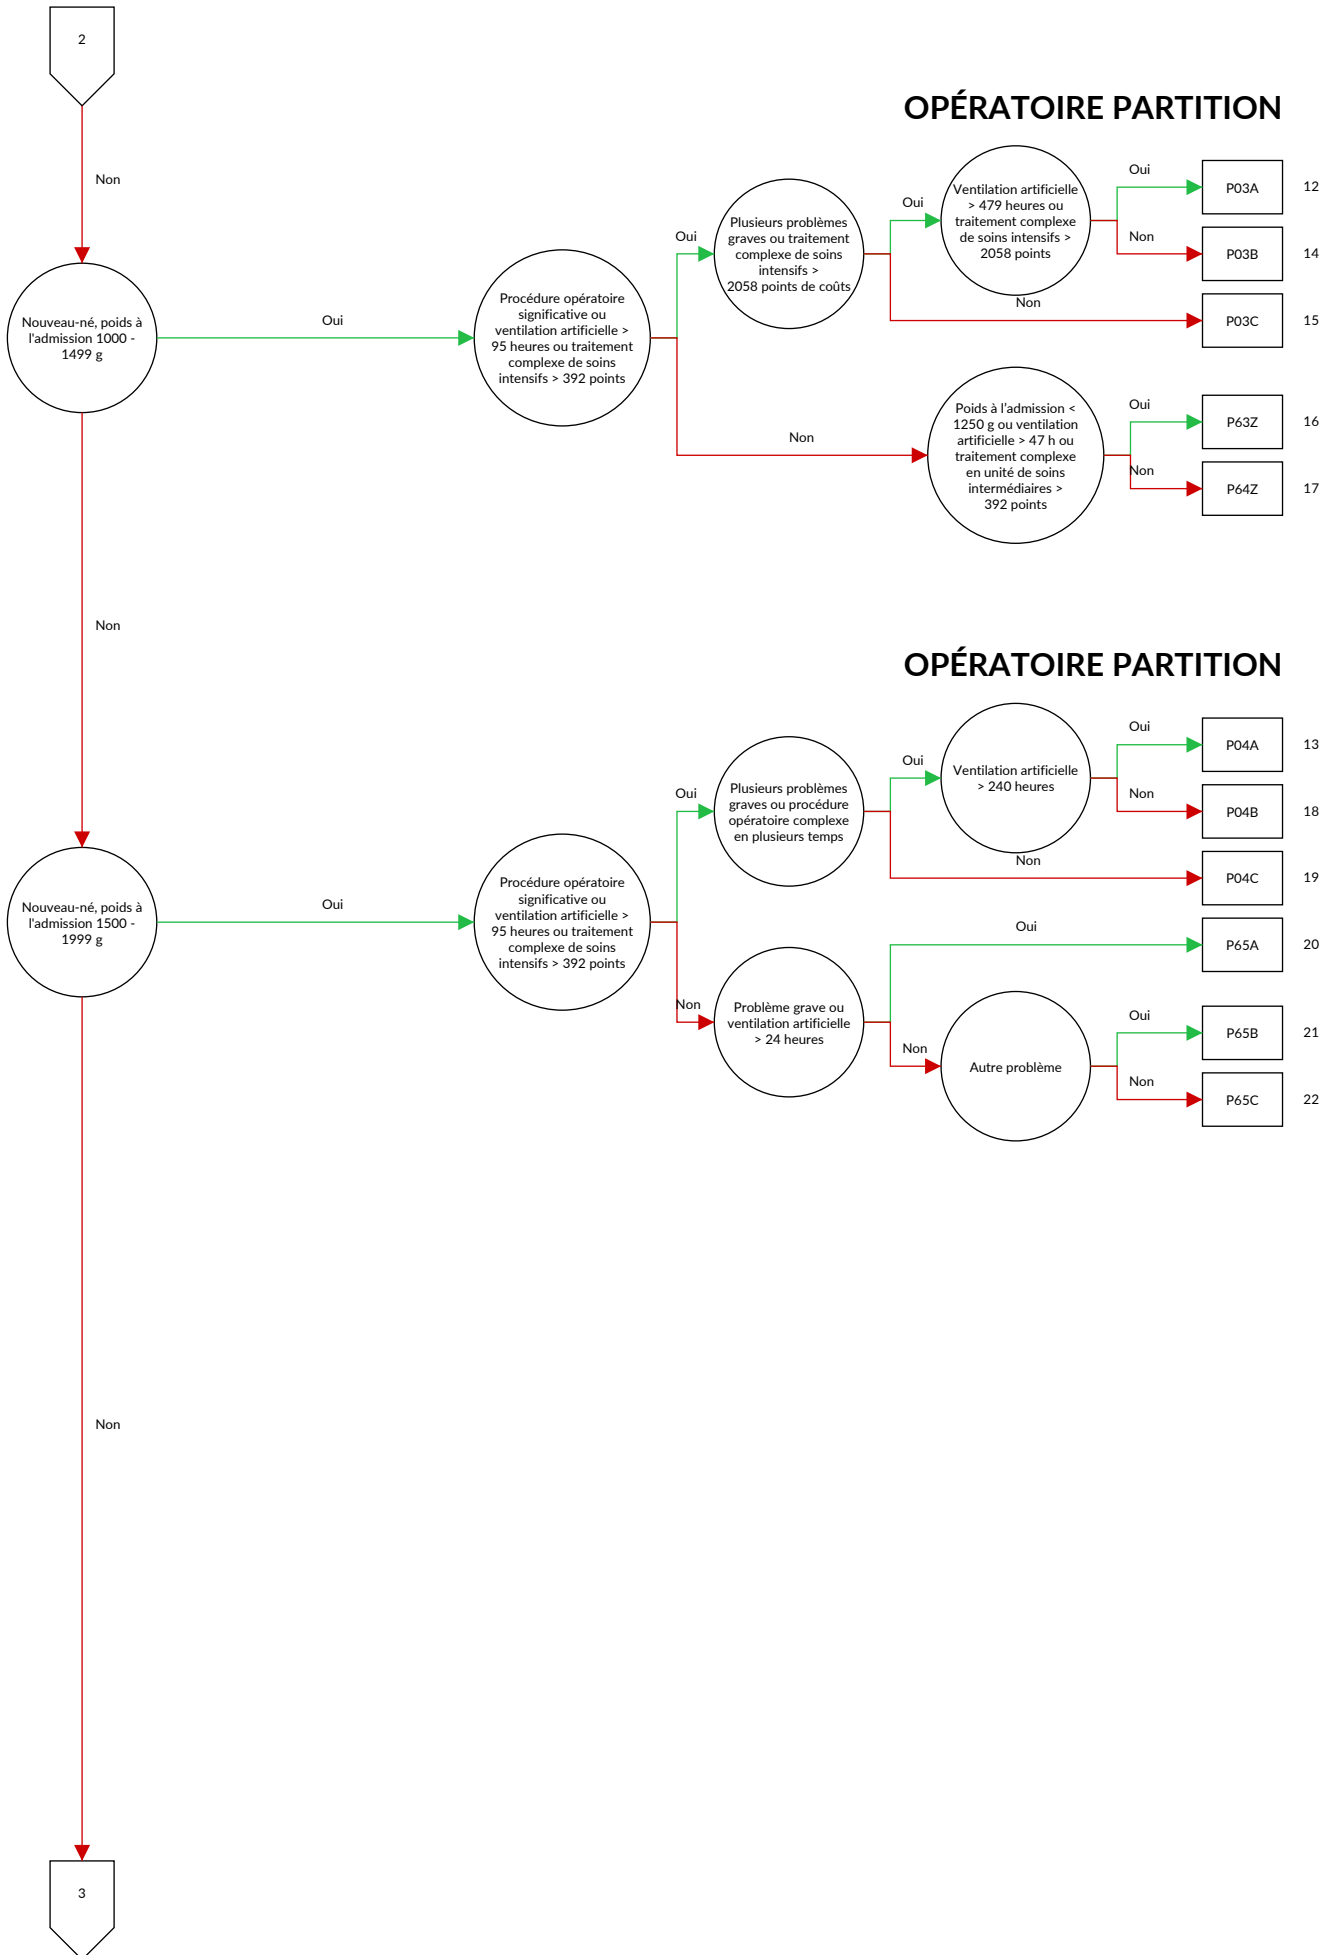 2
Non
OPÉRATOIRE PARTITION
Nouveau-né, poids à
l'admission 1000 -
1499 g
Oui
Procédure opératoire
significative ou
ventilation artificielle >
95 heures ou traitement
complexe de soins
intensifs > 392 points
Oui
Plusieurs problèmes
graves ou traitement
complexe de soins
intensifs >
2058 points de coûts
Oui
Ventilation artificielle
> 479 heures ou
traitement complexe
de soins intensifs >
2058 points
Oui
P03A
12
Non
P03B
14
Non
P03C
15
Non
Poids à l'admission <
1250 g ou ventilation
artificielle > 47 h ou
traitement complexe
en unité de soins
intermédiaires >
392 points
Oui
P63Z
16
Non
P64Z
17
Non
OPÉRATOIRE PARTITION
Nouveau-né, poids à
l'admission 1500 -
1999 g
Oui
Procédure opératoire
significative ou
ventilation artificielle >
95 heures ou traitement
complexe de soins
intensifs > 392 points
Oui
Plusieurs problèmes
graves ou procédure
opératoire complexe
en plusieurs temps
Oui
Ventilation artificielle
> 240 heures
Oui
P04A
13
Non
P04B
18
Non
P04C
19
Non
Problème grave ou
ventilation artificielle
> 24 heures
Oui
P65A
20
Non
Autre problème
Oui
P65B
21
Non
P65C
22
Non
3